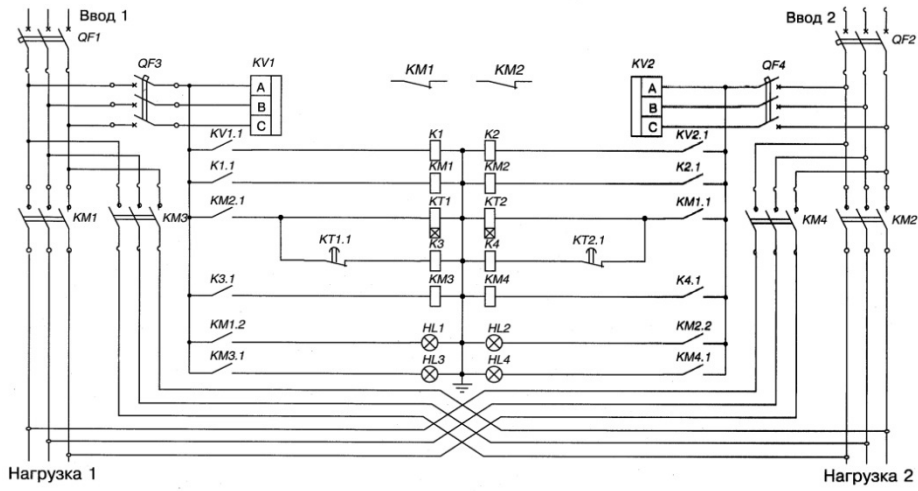 Ввод 1
Ввод 2
QF1
QF2
QF3
KV1
KM1
KM2
KV2
QF4
A
A
B
B
C
C
KV1.1
K1
K2
KV2.1
K1.1
KM1
KM2
K2.1
KM2.1
KT1
KT2
KM1.1
KM1
KM3
KM4
KM2
KT1.1
K3
K4
KT2.1
K3.1
KM3
KM4
K4.1
KM1.2
HL1
HL2
KM2.2
KM3.1
HL3
HL4
KM4.1
Нагрузка 1
Нагрузка 2